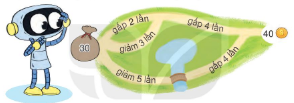 gấp 2 lần
gấp 4 lần
30
giảm 3 lần
40
giảm 5 lần
gấp 4 lần